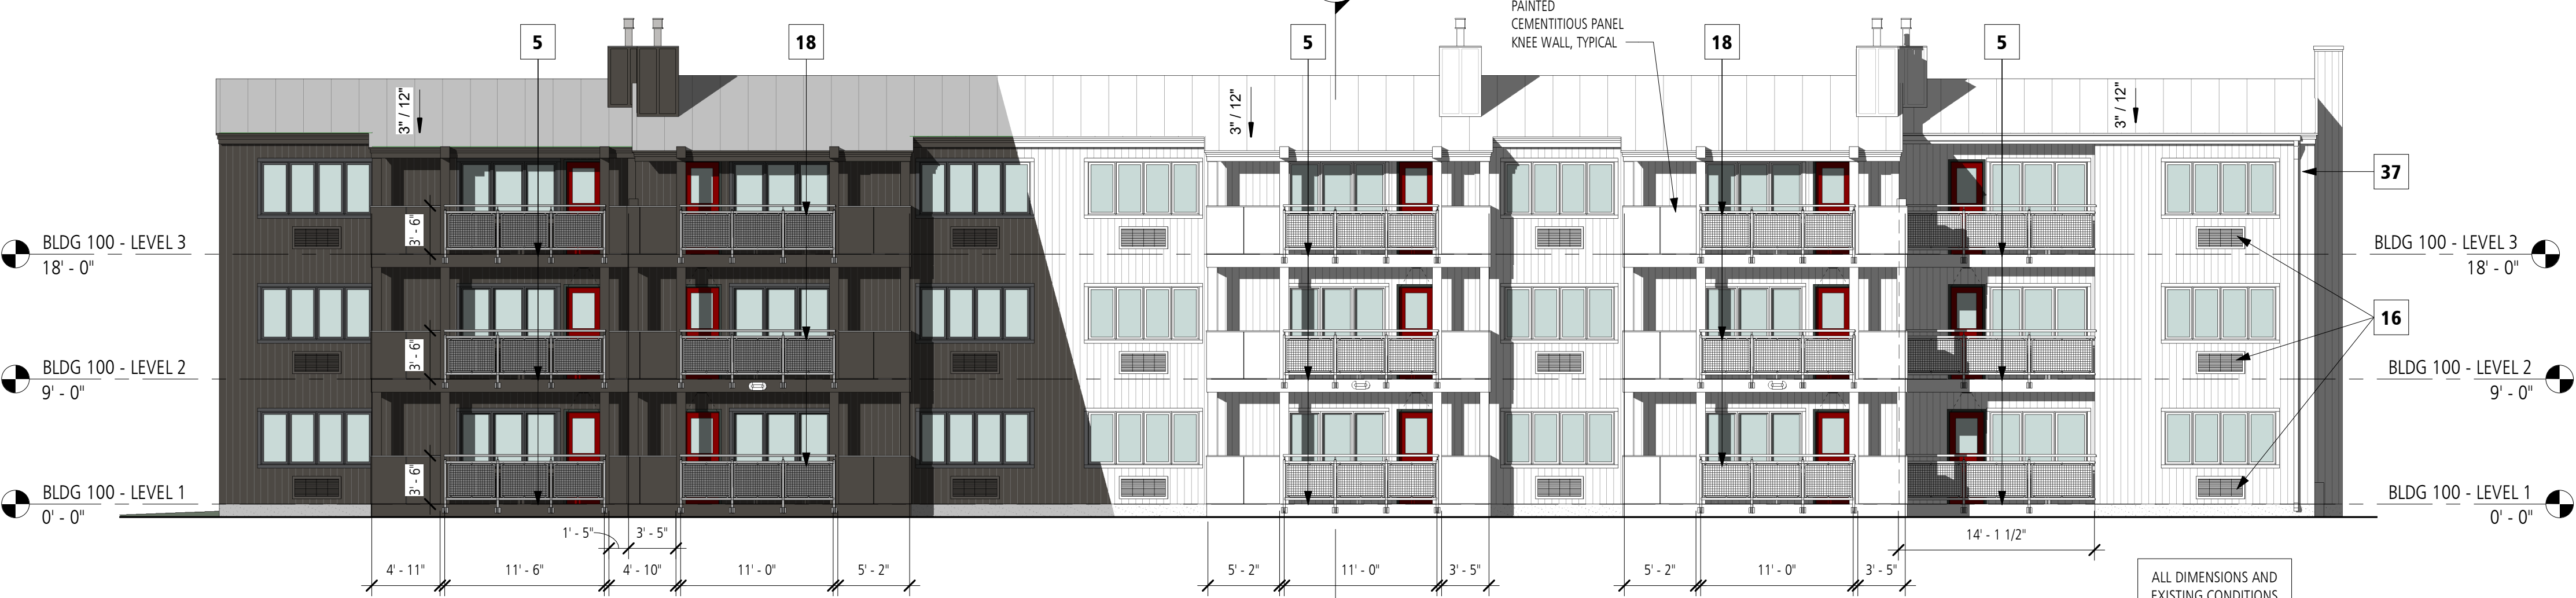 PAINTED
CEMENTITIOUS PANEL
KNEE WALL, TYPICAL
5
18
5
18
5
3" / 12"
3" / 12"
3" / 12"
37
3' - 6"
BLDG 100 - LEVEL 3
18' - 0"
BLDG 100 - LEVEL 3
18' - 0"
16
3' - 6"
BLDG 100 - LEVEL 2
9' - 0"
BLDG 100 - LEVEL 2
9' - 0"
3' - 6"
BLDG 100 - LEVEL 1
0' - 0"
BLDG 100 - LEVEL 1
0' - 0"
1' - 5"
3' - 5"
14' - 1 1/2"
4' - 11"
11' - 6"
4' - 10"
11' - 0"
5' - 2"
5' - 2"
11' - 0"
3' - 5"
5' - 2"
11' - 0"
3' - 5"
ALL DIMENSIONS AND
EXISTING CONDITIONS